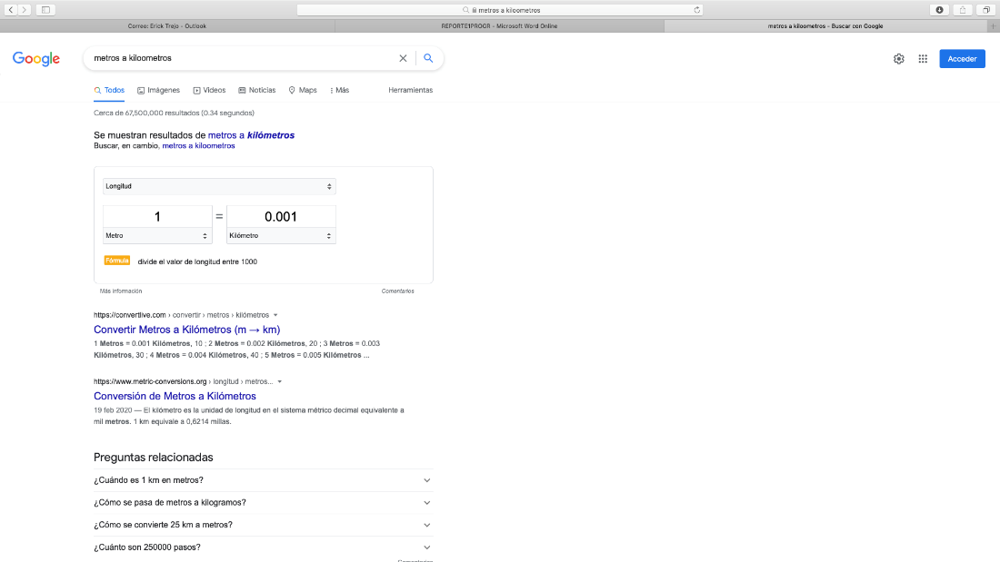 metros a kiloometros
Correo: Erick Trejo - Outlook
REPORTE1PROGR - Microsoft Word Online
metros a kiloometros - Buscar con Google
Google
metros a kiloometros
Acceder
Todos
Imágenes
Videos
Noticias
Maps
Más
Herramientas
Cerca de 67,500,000 resultados (0.34 segundos)
Se muestran resultados de metros a kilómetros
Buscar, en cambio, metros a kiloometros
Longitud
1 = 0.001
Metro
Kilómetro
Fórmula divide el valor de longitud entre 1000
Más información
Comentarios
https://convertlive.com › convertir › metros › kilómetros
Convertir Metros a Kilómetros (m → km)
1 Metros = 0.001 Kilómetros, 10 ; 2 Metros = 0.002 Kilómetros, 20 ; 3 Metros = 0.003
Kilómetros, 30 ; 4 Metros = 0.004 Kilómetros, 40 ; 5 Metros = 0.005 Kilómetros ...
https://www.metric-conversions.org › longitud › metros...
Conversión de Metros a Kilómetros
19 feb 2020 — El kilómetro es la unidad de longitud en el sistema métrico decimal equivalente a
mil metros. 1 km equivale a 0,6214 millas.
Preguntas relacionadas
¿Cuándo es 1 km en metros?
¿Cómo se pasa de metros a kilogramos?
¿Cómo se convierte 25 km a metros?
¿Cuánto son 250000 pasos?
Comentarios